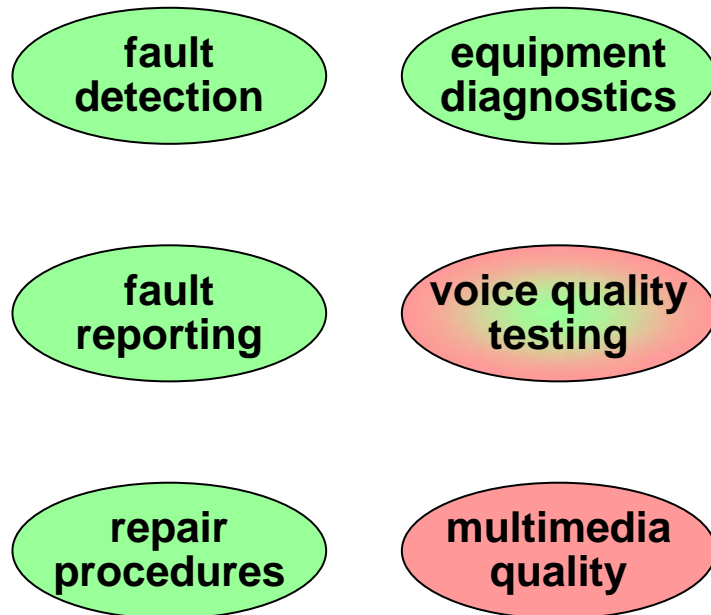 fault
detection
equipment
diagnostics
fault
reporting
voice quality
testing
repair
procedures
multimedia
quality